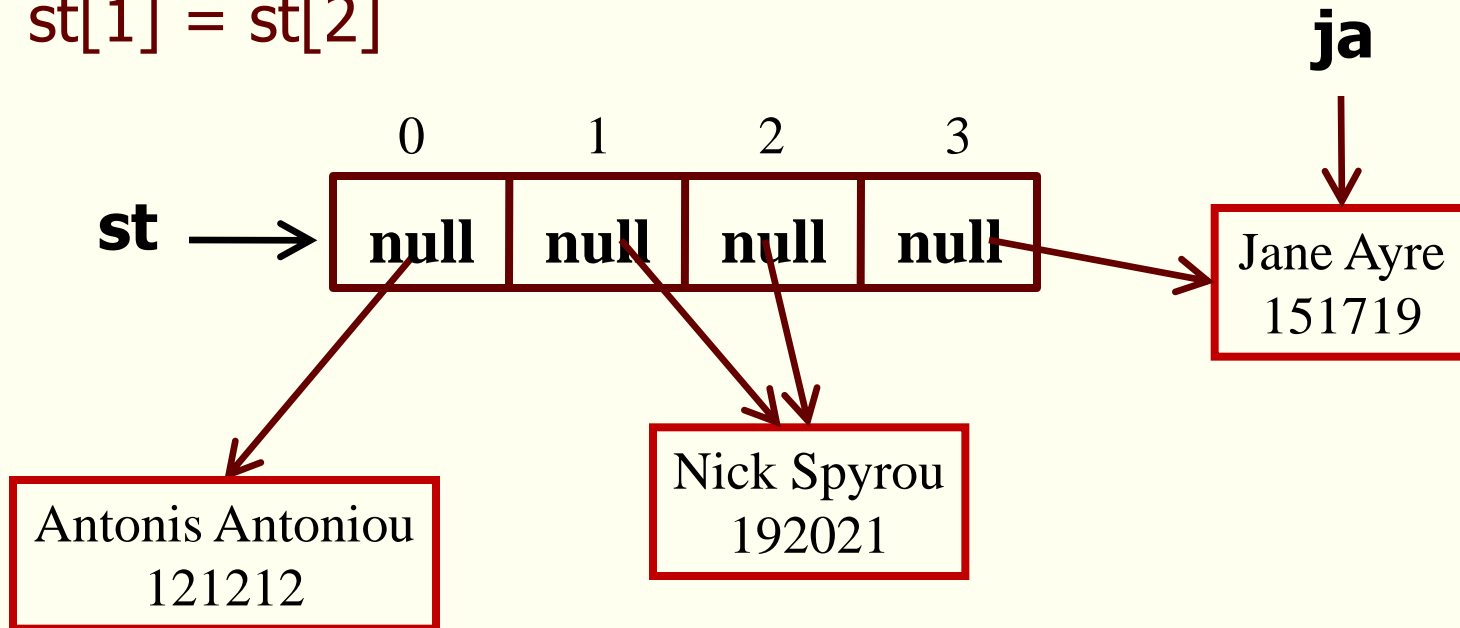 st[1] = st[2]
ja
0 1 2 3
st null null null null
Jane Ayre
151719
Nick Spyrou
192021
Antonis Antoniou
121212